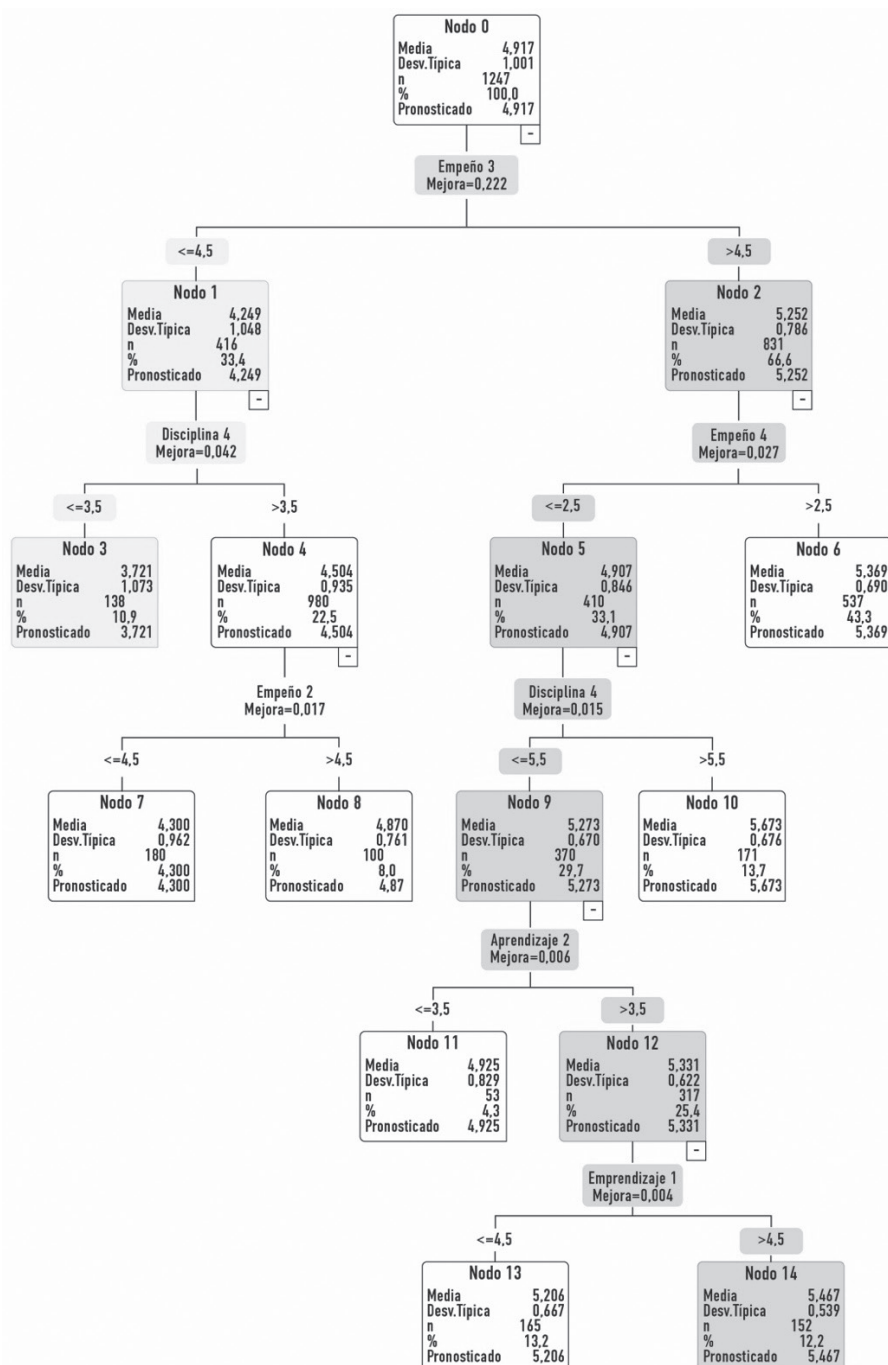 Nodo 0
Media 4,917
Desv.Típica 1,001
n 1247
% 100,0
Pronosticado 4,917
-
Empeño 3
Mejora=0,222
<=4,5 >4,5
Nodo 1
Media 4,249
Desv.Típica 1,048
n 416
% 33,4
Pronosticado 4,249
-
Nodo 2
Media 5,252
Desv.Típica 0,786
n 831
% 66,6
Pronosticado 5,252
-
Disciplina 4
Mejora=0,042
Empeño 4
Mejora=0,027
<=3,5 >3,5 <=2,5 >2,5
Nodo 3
Media 3,721
Desv.Típica 1,073
n 138
% 10,9
Pronosticado 3,721
Nodo 4
Media 4,504
Desv.Típica 0,935
n 980
% 22,5
Pronosticado 4,504
-
Nodo 5
Media 4,907
Desv.Típica 0,846
n 410
% 33,1
Pronosticado 4,907
-
Nodo 6
Media 5,369
Desv.Típica 0,690
n 537
% 43,3
Pronosticado 5,369
Empeño 2
Mejora=0,017
Disciplina 4
Mejora=0,015
<=4,5 >4,5 <=5,5 >5,5
Nodo 7
Media 4,300
Desv.Típica 0,962
n 180
% 4,300
Pronosticado 4,300
Nodo 8
Media 4,870
Desv.Típica 0,761
n 100
% 8,0
Pronosticado 4,87
Nodo 9
Media 5,273
Desv.Típica 0,670
n 370
% 29,7
Pronosticado 5,273
-
Nodo 10
Media 5,673
Desv.Típica 0,676
n 171
% 13,7
Pronosticado 5,673
Aprendizaje 2
Mejora=0,006
<=3,5 >3,5
Nodo 11
Media 4,925
Desv.Típica 0,829
n 53
% 4,3
Pronosticado 4,925
Nodo 12
Media 5,331
Desv.Típica 0,622
n 317
% 25,4
Pronosticado 5,331
-
Emprendizaje 1
Mejora=0,004
<=4,5 >4,5
Nodo 13
Media 5,206
Desv.Típica 0,667
n 165
% 13,2
Pronosticado 5,206
Nodo 14
Media 5,467
Desv.Típica 0,539
n 152
% 12,2
Pronosticado 5,467